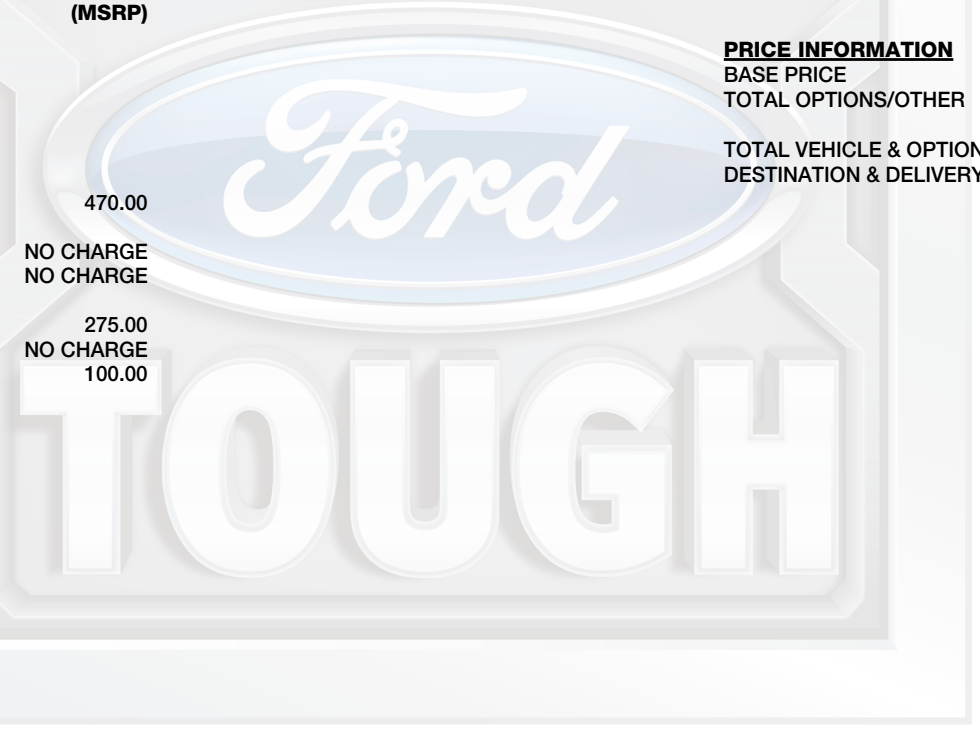 (MSRP)
470.00
NO CHARGE
NO CHARGE
275.00
NO CHARGE
100.00
PRICE INFORMATION
BASE PRICE
TOTAL OPTIONS/OTHER
TOTAL VEHICLE & OPTION
DESTINATION & DELIVERY
Ford
TOUGH